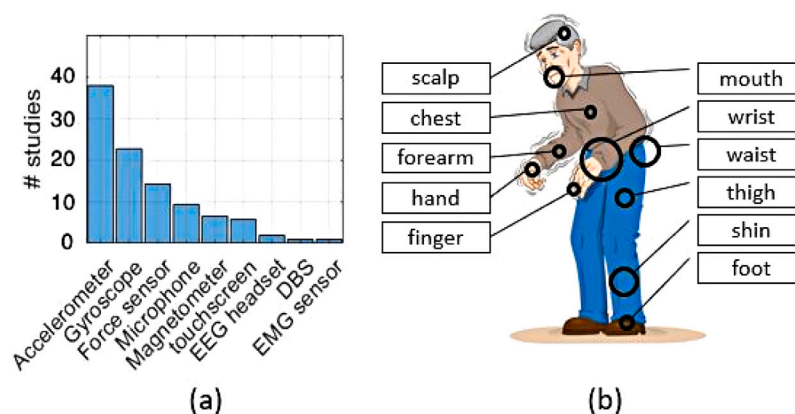 # studies
40
30
20
10
0
Accelerometer
Gyroscope
Force sensor
Microphone
Magnetometer
touchscreen
EEG headset
DBS
EMG sensor
(a)
scalp
chest
forearm
hand
finger
mouth
wrist
waist
thigh
shin
foot
(b)